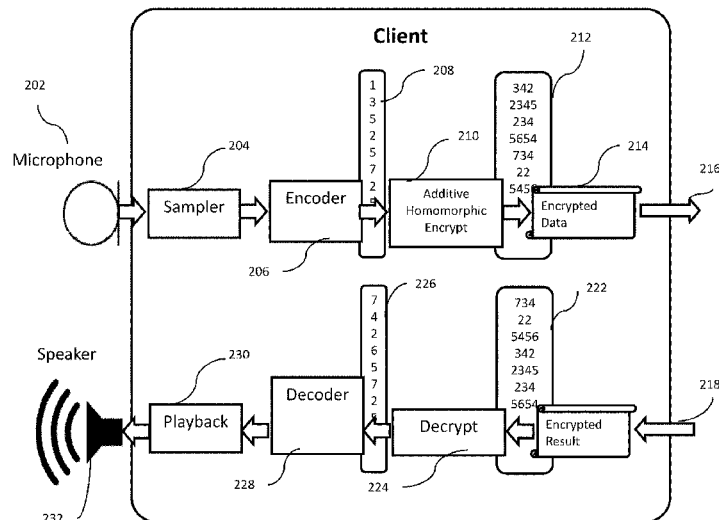 Client
202
Microphone
204
Sampler
Encoder
206
1
3
5
2
5
7
2
208
210
Additive
Homomorphic
Encrypt
342
2345
234
5654
734
22
5456
212
214
Encrypted
Data
216
Speaker
232
230
Playback
Decoder
228
7
4
2
6
5
7
2
226
Decrypt
224
734
22
5456
342
2345
234
5654
222
Encrypted
Result
218